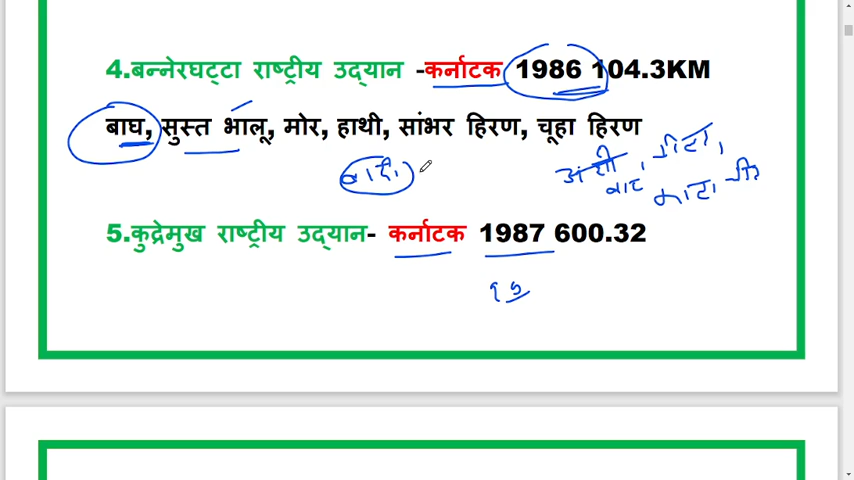 4.बन्नेरघट्टा राष्ट्रीय उद्यान -कर्नाटक 1986 104.3KM
बाघ, सुस्त भालू, मोर, हाथी, सांभर हिरण, चूहा हिरण
5.कुद्रेमुख राष्ट्रीय उद्यान- कर्नाटक 1987 600.32